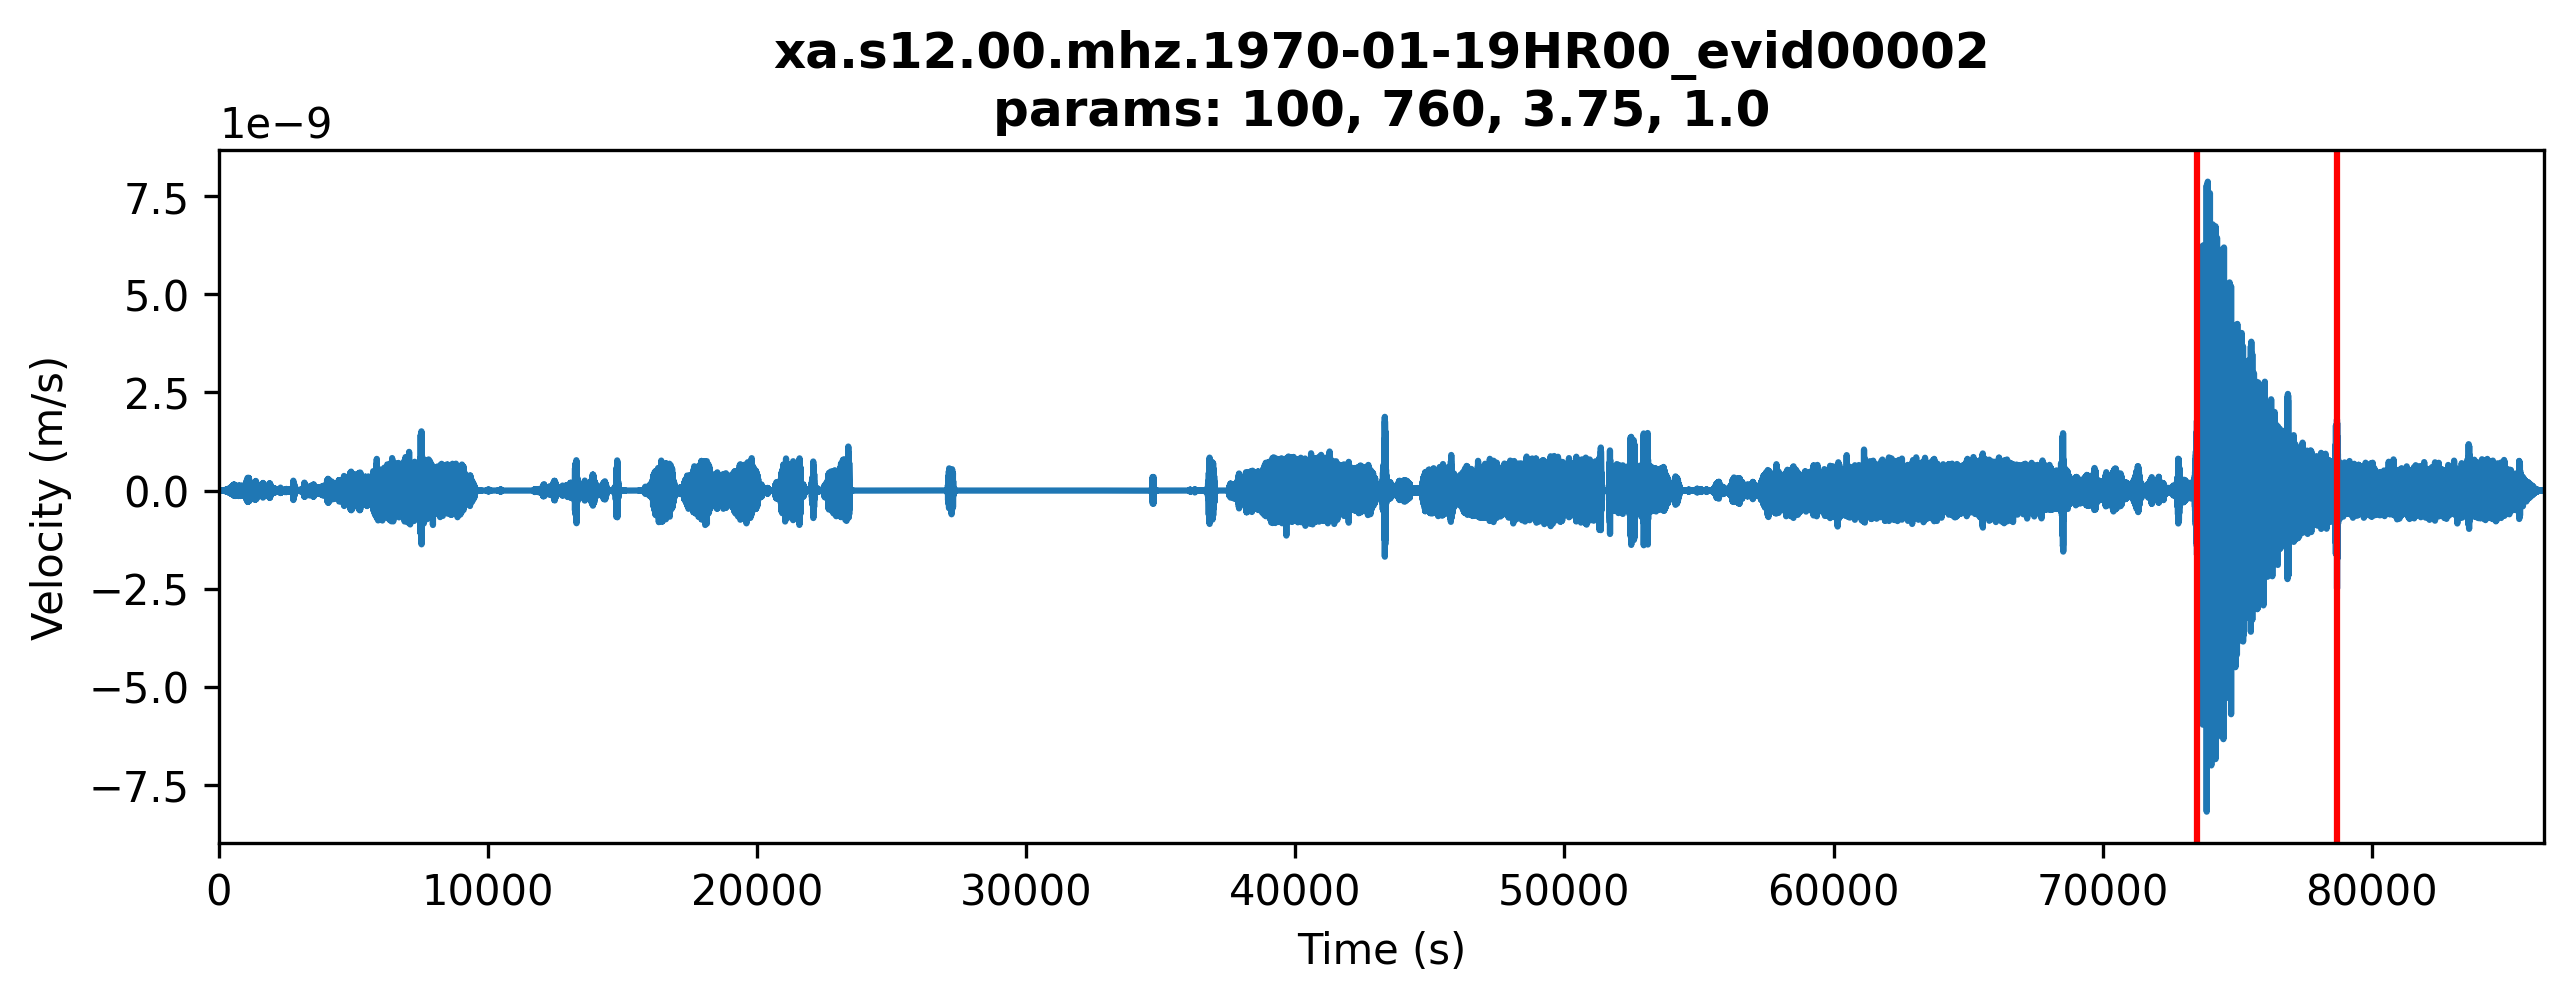 xa.s12.00.mhz.1970-01-19HR00_evid00002
params: 100, 760, 3.75, 1.0
1e−9
7.5
5.0
2.5
0.0
−2.5
−5.0
−7.5
Velocity (m/s)
0 10000 20000 30000 40000 50000 60000 70000 80000
Time (s)